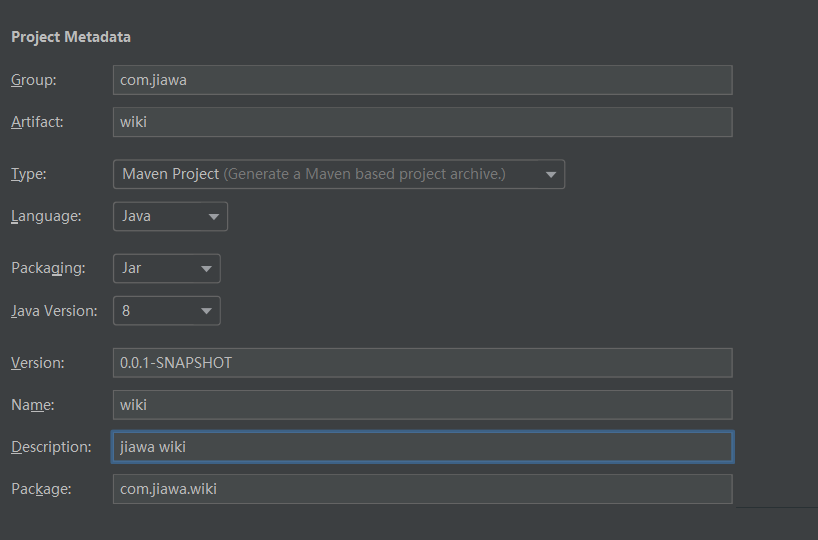 Project Metadata
Group: com.jiawa
Artifact: wiki
Type: Maven Project (Generate a Maven based project archive.)
Language: Java
Packaging: Jar
Java Version: 8
Version: 0.0.1-SNAPSHOT
Name: wiki
Description: jiawa wiki
Package: com.jiawa.wiki